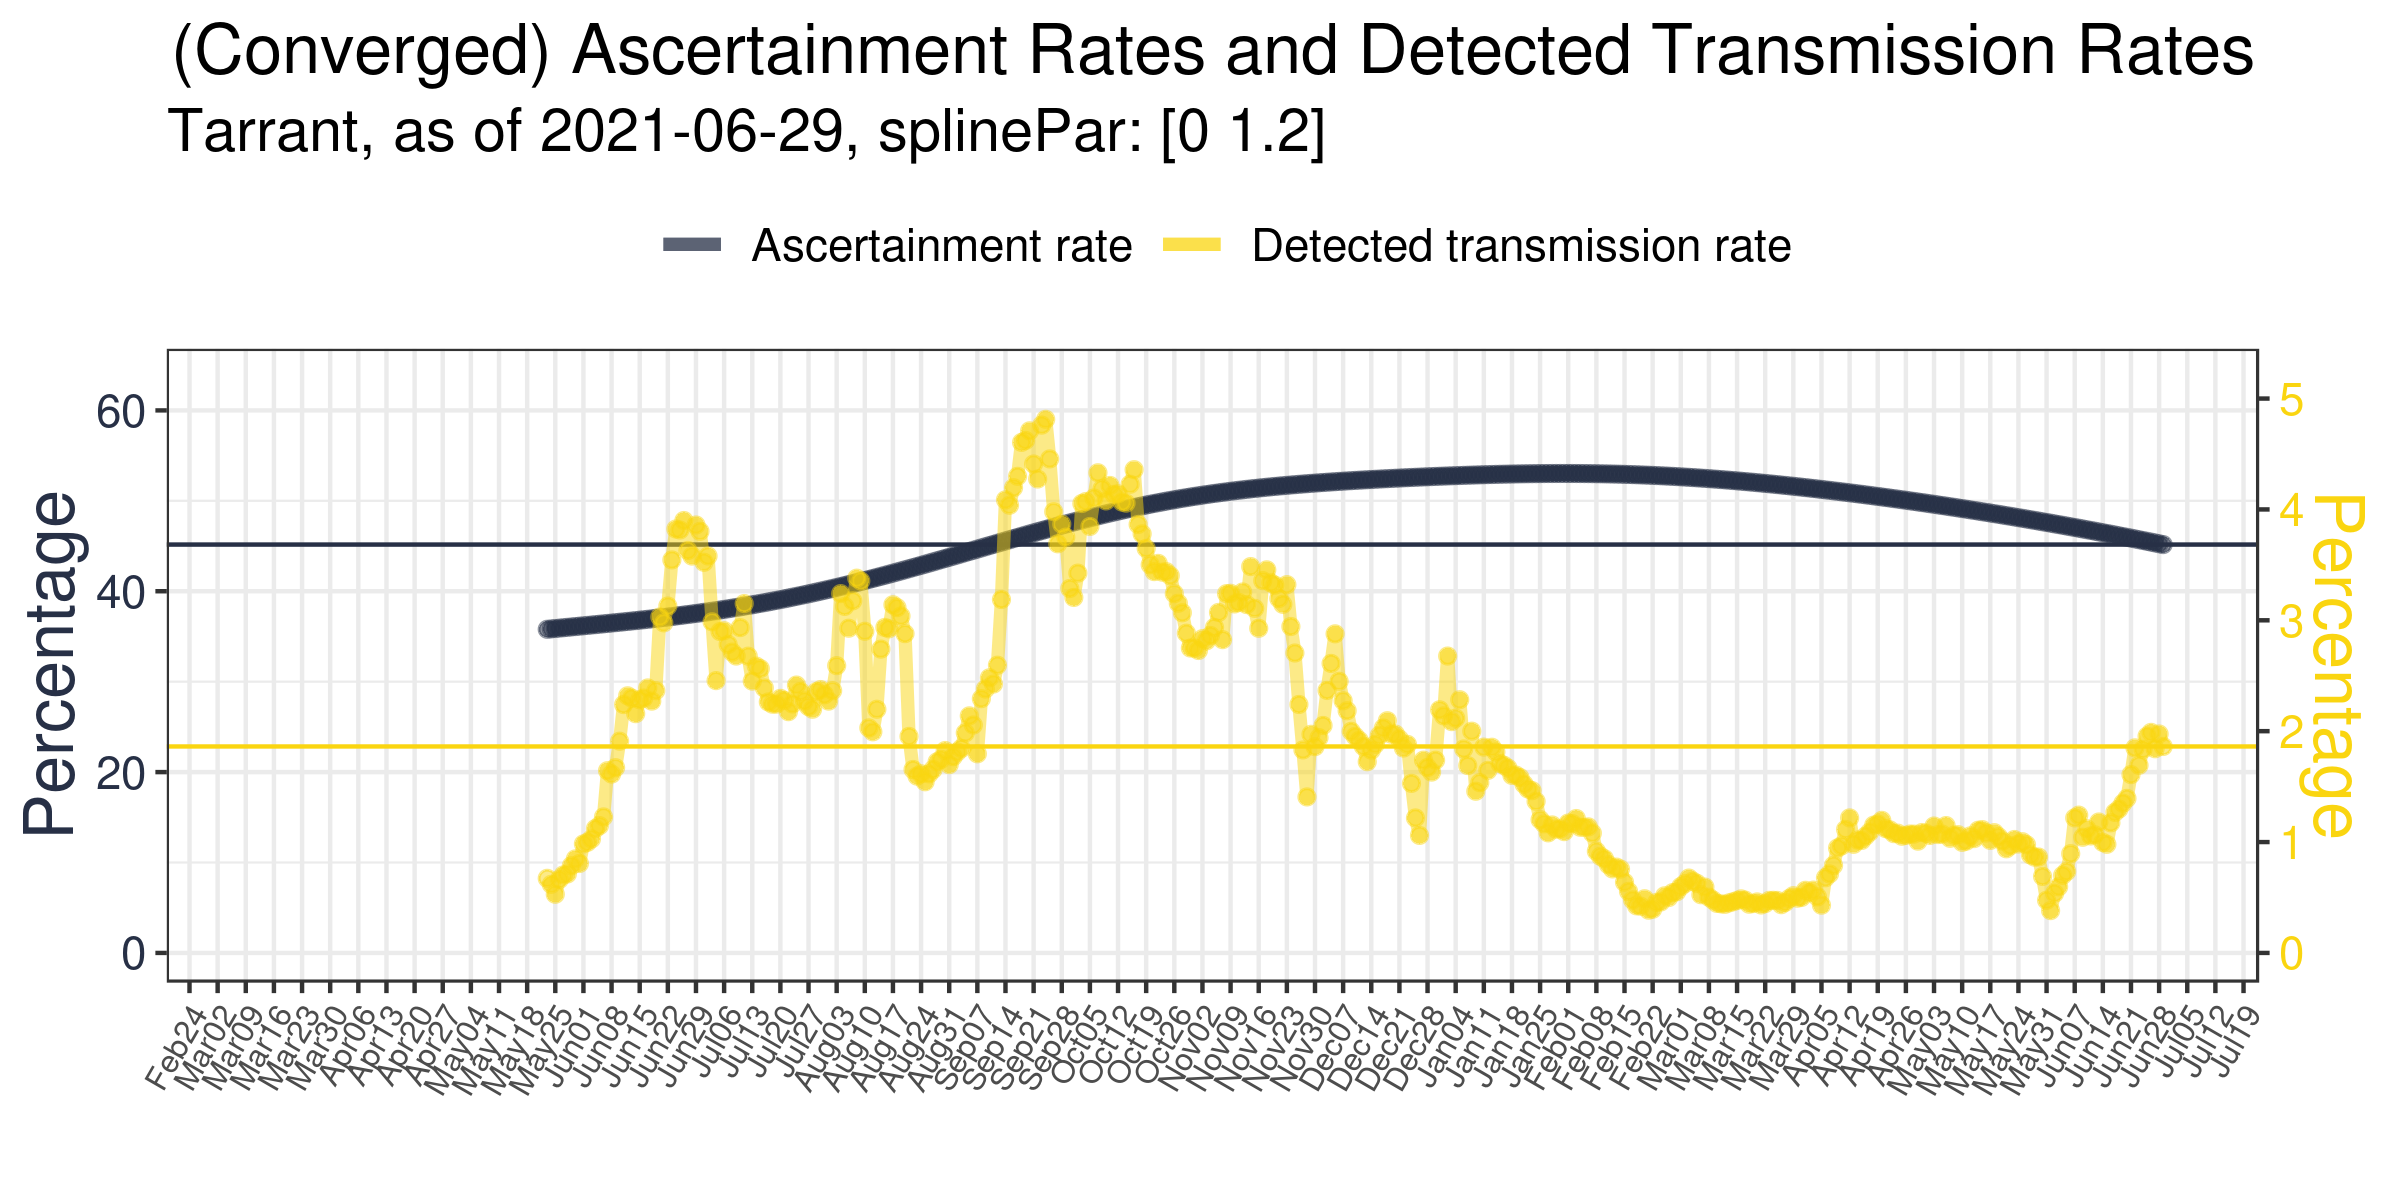 (Converged) Ascertainment Rates and Detected Transmission Rates
Tarrant, as of 2021-06-29, splinePar: [0 1.2]
Ascertainment rate
Detected transmission rate
Percentage
60
40
20
0
5
4
3
2
1
0
Percentage
Feb24
Mar02
Mar09
Mar16
Mar23
Mar30
Apr06
Apr13
Apr20
Apr27
May04
May11
May18
May25
Jun01
Jun08
Jun15
Jun22
Jun29
Jul06
Jul13
Jul20
Jul27
Aug03
Aug10
Aug17
Aug24
Aug31
Sep07
Sep14
Sep21
Sep28
Oct05
Oct12
Oct19
Oct26
Nov02
Nov09
Nov16
Nov23
Nov30
Dec07
Dec14
Dec21
Dec28
Jan04
Jan11
Jan18
Jan25
Feb01
Feb08
Feb15
Feb22
Mar01
Mar08
Mar15
Mar22
Mar29
Apr05
Apr12
Apr19
Apr26
May03
May10
May17
May24
May31
Jun07
Jun14
Jun21
Jun28
Jul05
Jul12
Jul19